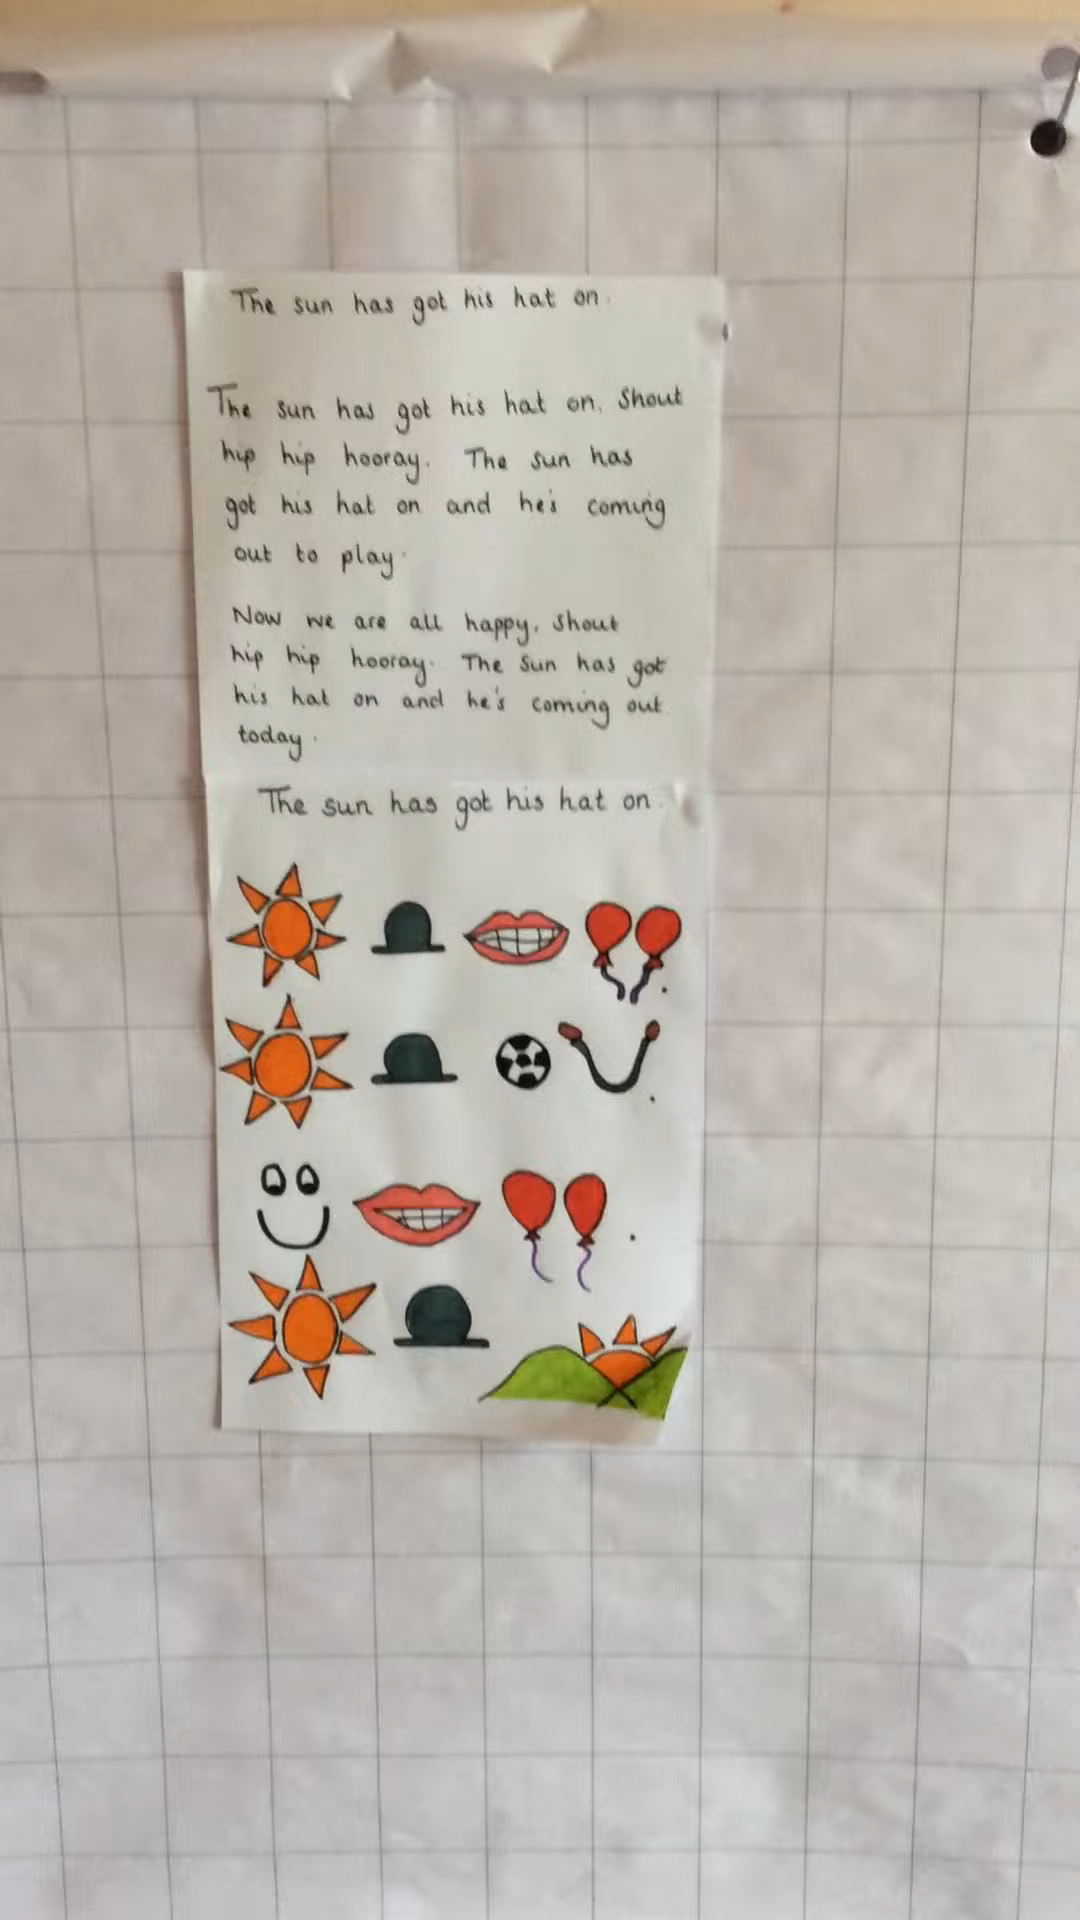 The sun has got his hat on.
The sun has got his hat on. Shout
hip hip hooray. The sun has
got his hat on and he's coming
out to play.
Now we are all happy. Shout
hip hip hooray. The sun has got
his hat on and he's coming out
today.
The sun has got his hat on.